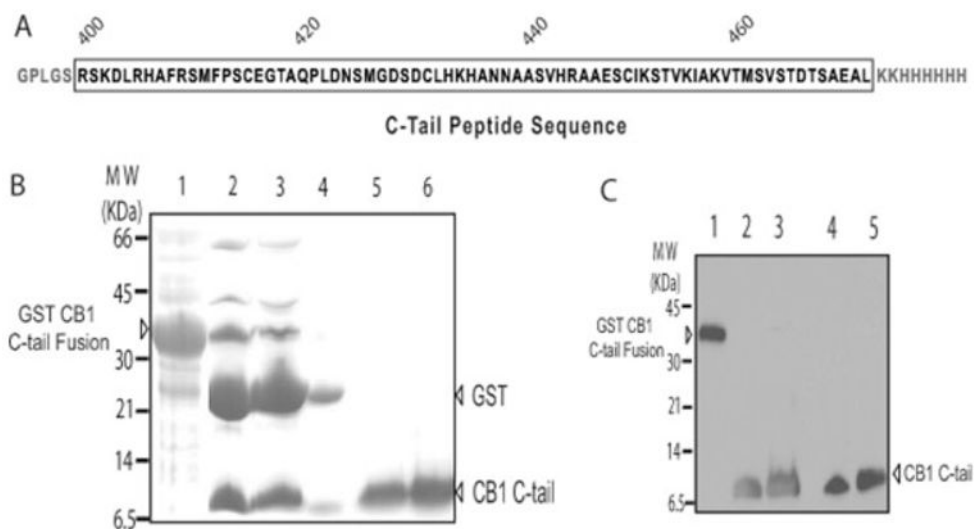 A
400 420 440 460
GPLGS RSKDLRHAFRSMFPSCEGTAQPLDNSMGDSDCLHKHANNAASVHRAAESCIKSTVKIAKVTMSVSTDTSAEAL KKHHHHHH
C-Tail Peptide Sequence
B
MW
(KDa)
1 2 3 4 5 6
66
45
GST CB1
C-tail Fusion
30
21
GST
14
CB1 C-tail
6.5
C
1 2 3 4 5
MW
(KDa)
45
GST CB1
C-tail Fusion
30
21
14
CB1 C-tail
6.5